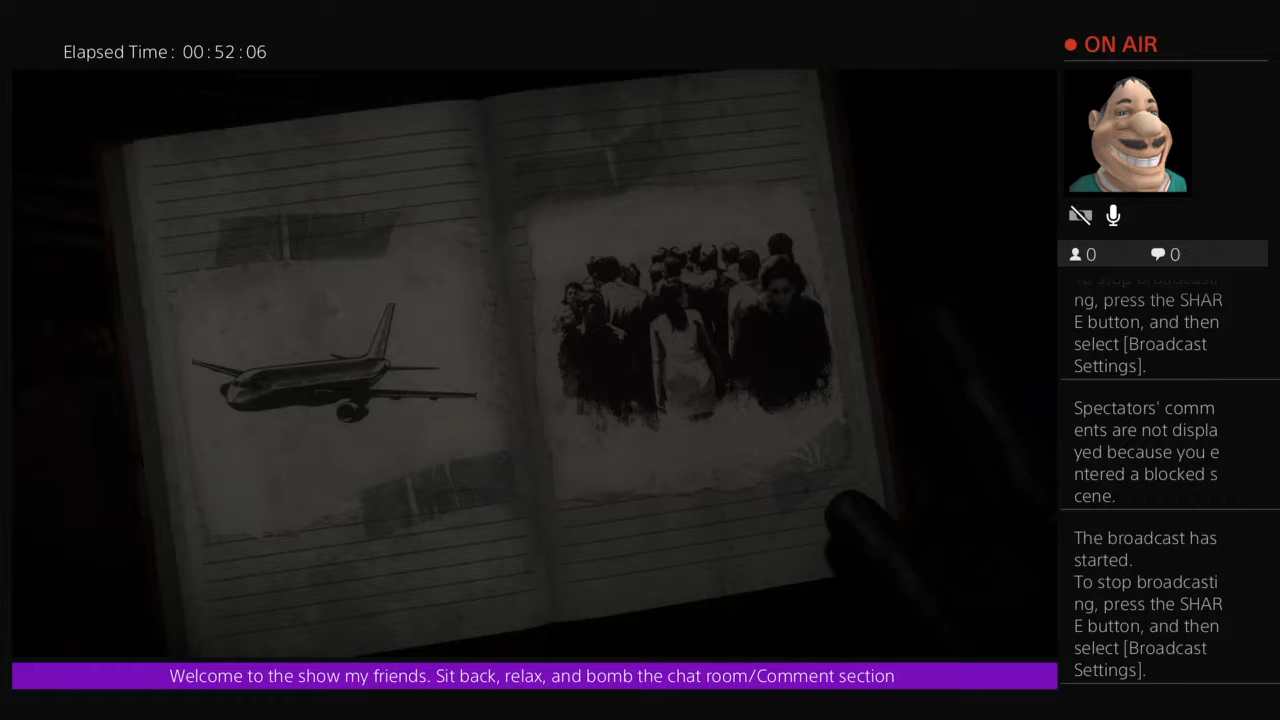 Elapsed Time: 00:52:06
ON AIR
0
0
ng, press the SHAR
E button, and then
select [Broadcast
Settings].
Spectators' comm
ents are not displa
yed because you e
ntered a blocked s
cene.
The broadcast has
started.
To stop broadcasti
ng, press the SHAR
E button, and then
select [Broadcast
Settings].
Welcome to the show my friends. Sit back, relax, and bomb the chat room/Comment section